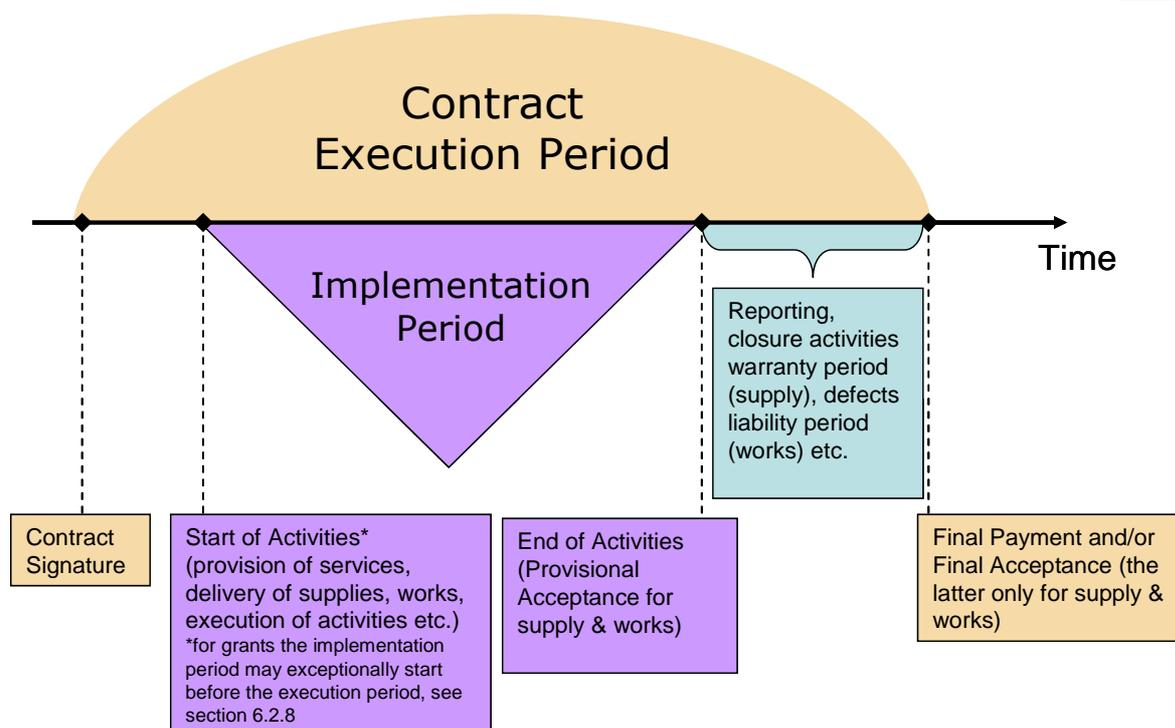 Contract
Execution Period
Time
Implementation
Period
Reporting,
closure activities
warranty period
(supply), defects
liability period
(works) etc.
Contract
Signature
Start of Activities*
(provision of services,
delivery of supplies, works,
execution of activities etc.)
*for grants the implementation
period may exceptionally start
before the execution period, see
section 6.2.8
End of Activities
(Provisional
Acceptance for
supply & works)
Final Payment and/or
Final Acceptance (the
latter only for supply &
works)